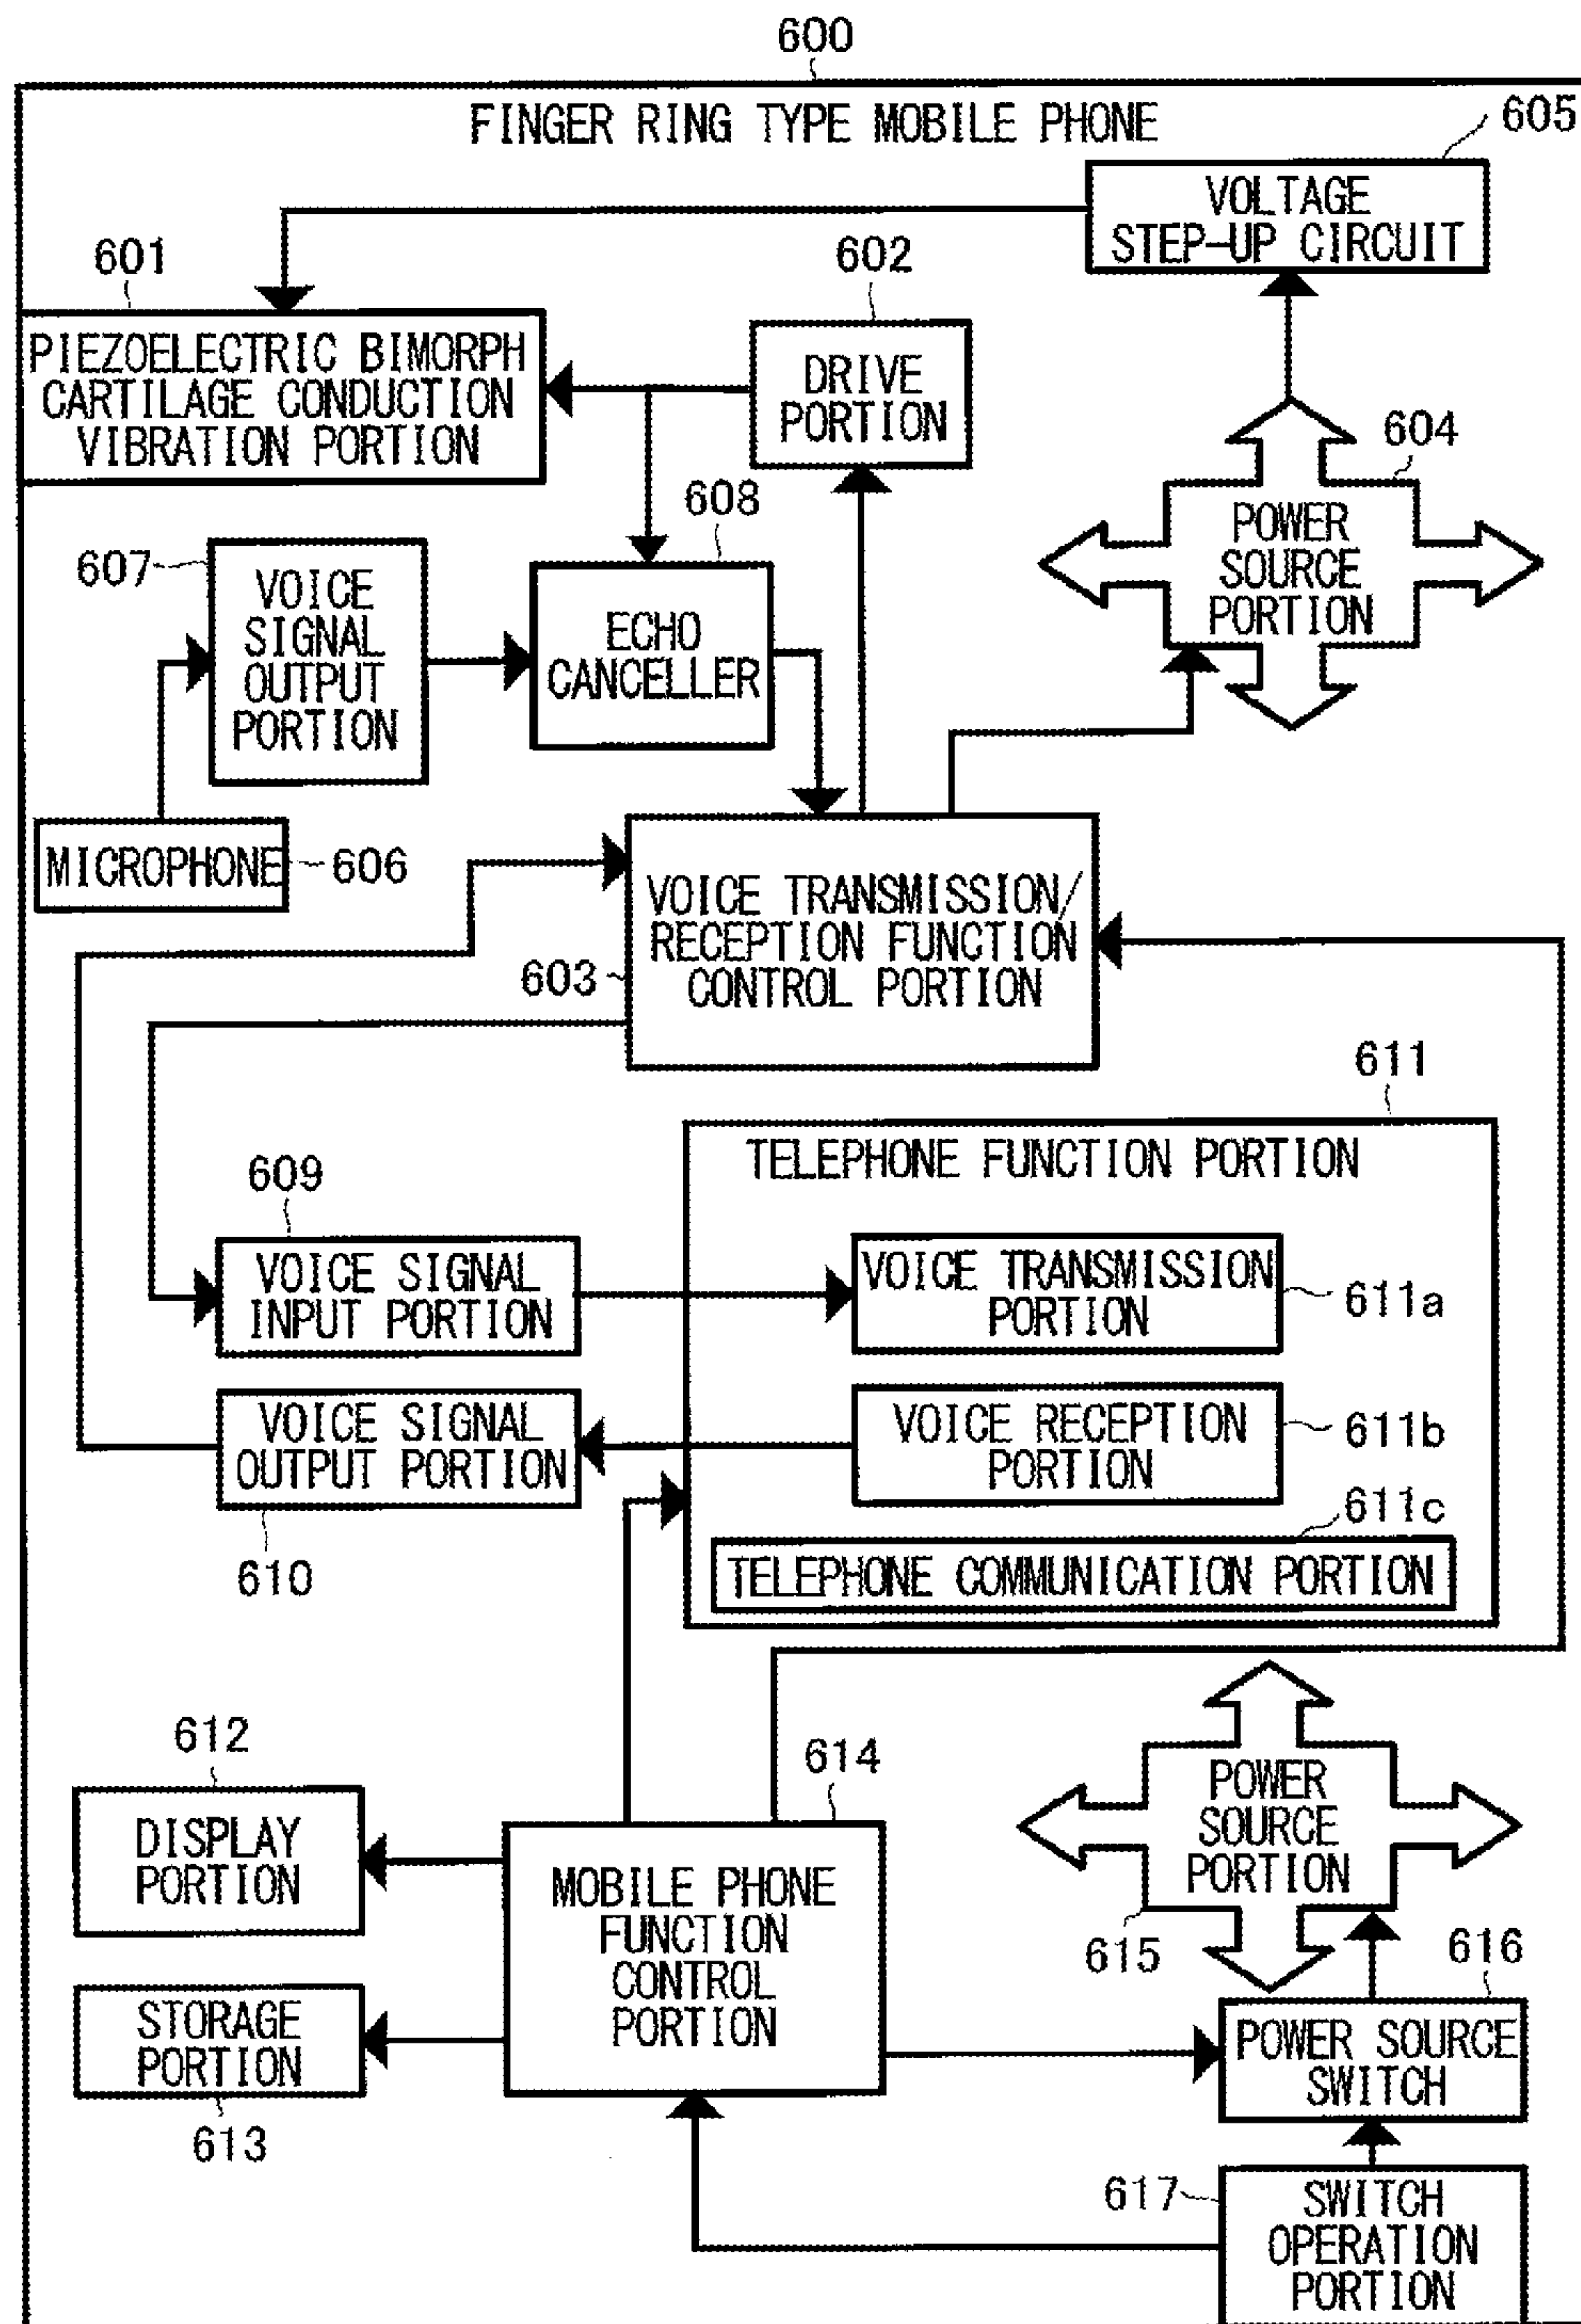 600
FINGER RING TYPE MOBILE PHONE
605
VOLTAGE
STEP-UP CIRCUIT
601
602
PIEZOELECTRIC BIMORPH
CARTILAGE CONDUCTION
VIBRATION PORTION
DRIVE
PORTION
604
POWER
SOURCE
PORTION
608
607
VOICE
SIGNAL
OUTPUT
PORTION
ECHO
CANCELLER
MICROPHONE
606
VOICE TRANSMISSION/
RECEPTION FUNCTION
CONTROL PORTION
603
611
TELEPHONE FUNCTION PORTION
609
VOICE SIGNAL
INPUT PORTION
VOICE TRANSMISSION
PORTION
611a
VOICE SIGNAL
OUTPUT PORTION
610
VOICE RECEPTION
PORTION
611b
611c
TELEPHONE COMMUNICATION PORTION
612
DISPLAY
PORTION
614
MOBILE PHONE
FUNCTION
CONTROL
PORTION
POWER
SOURCE
PORTION
615
616
STORAGE
PORTION
613
POWER SOURCE
SWITCH
617
SWITCH
OPERATION
PORTION